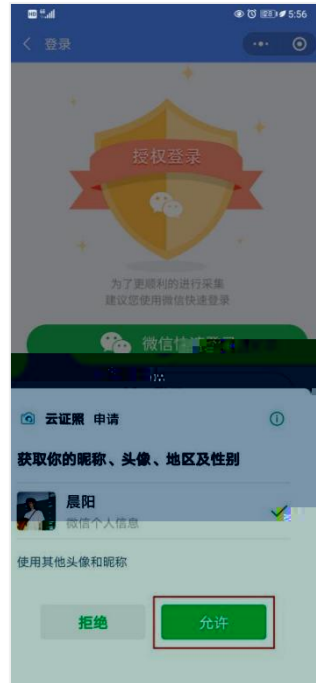 5:56
登录
授权登录
为了更顺利的进行采集
建议您使用微信快速登录
微信快
云证照 申请
获取你的昵称、头像、地区及性别
晨阳
微信个人信息
使用其他头像和昵称
拒绝
允许